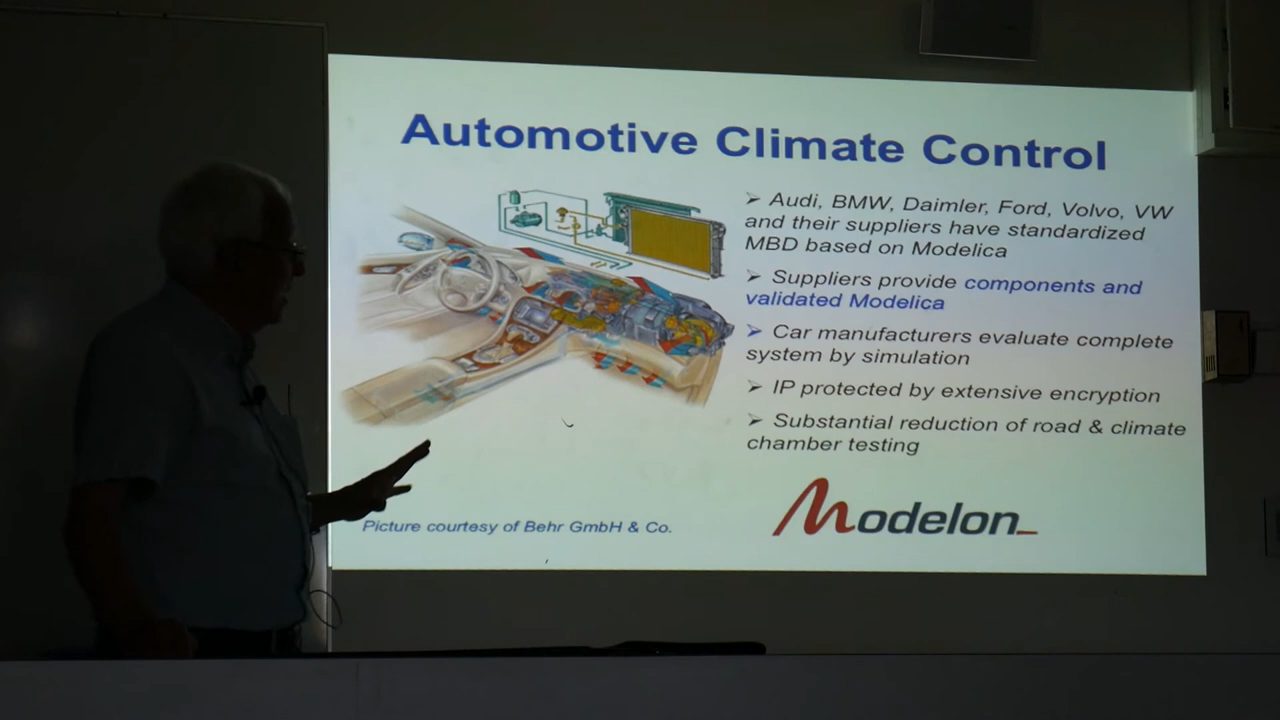 Automotive Climate Control
➢ Audi, BMW, Daimler, Ford, Volvo, VW
and their suppliers have standardized
MBD based on Modelica
➢ Suppliers provide components and
validated Modelica
➢ Car manufacturers evaluate complete
system by simulation
➢ IP protected by extensive encryption
➢ Substantial reduction of road & climate
chamber testing
Picture courtesy of Behr GmbH & Co.
Modelon